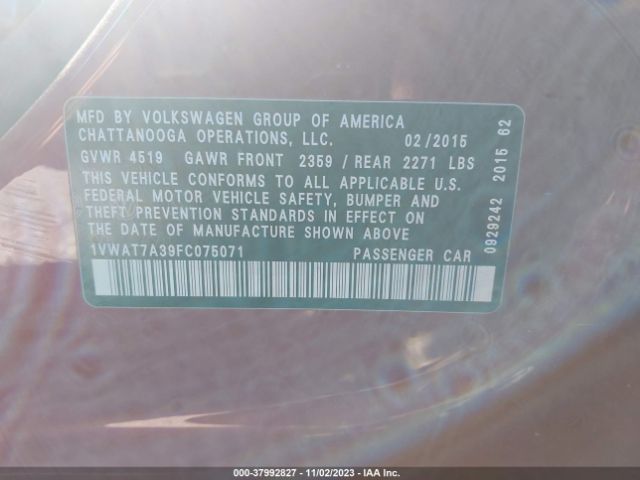 MFD BY VOLKSWAGEN GROUP OF AMERICA
CHATTANOOGA OPERATIONS, LLC. 02/2015
GVWR 4519 GAWR FRONT 2359 / REAR 2271 LBS
THIS VEHICLE CONFORMS TO ALL APPLICABLE U.S.
FEDERAL MOTOR VEHICLE SAFETY, BUMPER AND
THEFT PREVENTION STANDARDS IN EFFECT ON
THE DATE OF MANUFACTURE SHOWN ABOVE.
1VWAT7A39FC075071 PASSENGER CAR
0929242 2015 62
000-37992827 - 11/02/2023 - IAA Inc.